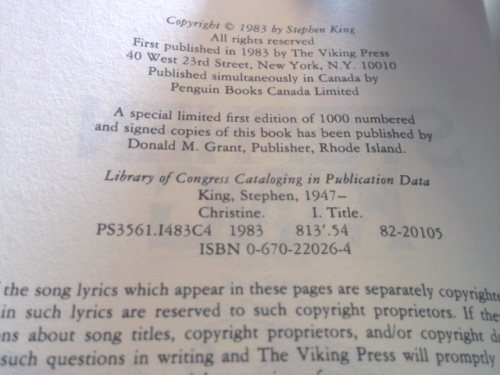 Copyright © 1983 by Stephen King
All rights reserved
First published in 1983 by The Viking Press
40 West 23rd Street, New York, N.Y. 10010
Published simultaneously in Canada by
Penguin Books Canada Limited
A special limited first edition of 1000 numbered
and signed copies of this book has been published by
Donald M. Grant, Publisher, Rhode Island.
Library of Congress Cataloging in Publication Data
King, Stephen, 1947–
Christine. I. Title.
PS3561.I483C4 1983 813'.54 82-20105
ISBN 0-670-22026-4
the song lyrics which appear in these pages are separately
in such lyrics are reserved to such copyright proprietors. If
about song titles, copyright proprietors, and/or copyright
such questions in writing and The Viking Press will promptly